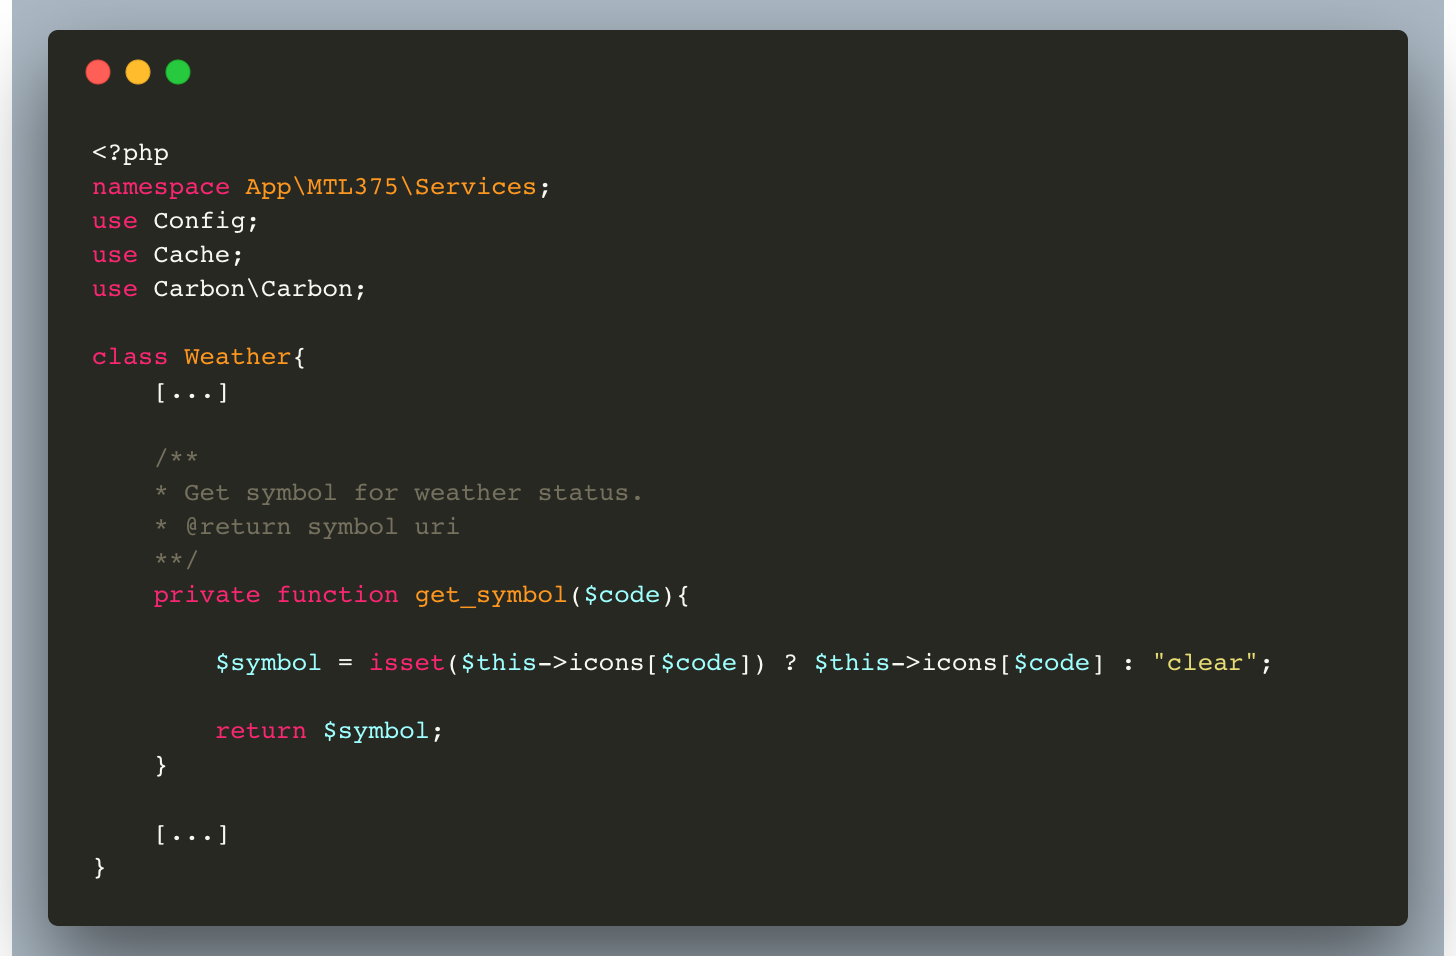 <?php
namespace App\MTL375\Services;
use Config;
use Cache;
use Carbon\Carbon;

class Weather{
    [...]

    /**
    * Get symbol for weather status.
    * @return symbol uri
    **/
    private function get_symbol($code){

        $symbol = isset($this->icons[$code]) ? $this->icons[$code] : "clear";

        return $symbol;
    }

    [...]
}